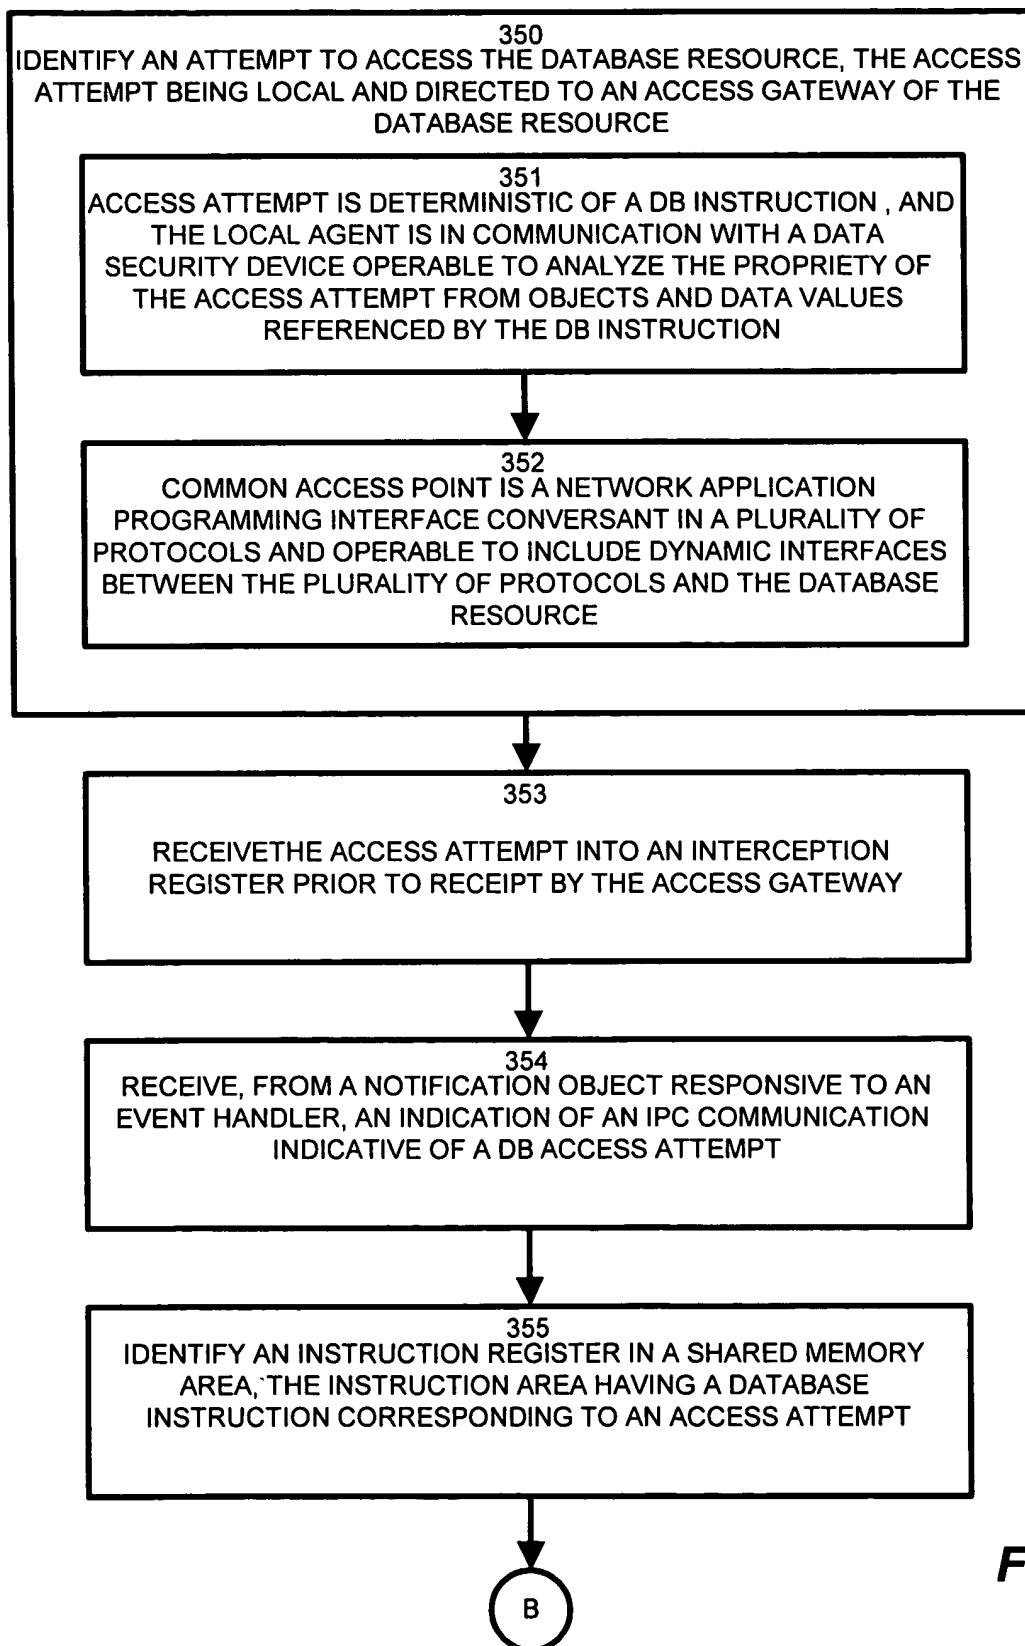 350
IDENTIFY AN ATTEMPT TO ACCESS THE DATABASE RESOURCE, THE ACCESS
ATTEMPT BEING LOCAL AND DIRECTED TO AN ACCESS GATEWAY OF THE
DATABASE RESOURCE
351
ACCESS ATTEMPT IS DETERMINISTIC OF A DB INSTRUCTION , AND
THE LOCAL AGENT IS IN COMMUNICATION WITH A DATA
SECURITY DEVICE OPERABLE TO ANALYZE THE PROPRIETY OF
THE ACCESS ATTEMPT FROM OBJECTS AND DATA VALUES
REFERENCED BY THE DB INSTRUCTION
352
COMMON ACCESS POINT IS A NETWORK APPLICATION
PROGRAMMING INTERFACE CONVERSANT IN A PLURALITY OF
PROTOCOLS AND OPERABLE TO INCLUDE DYNAMIC INTERFACES
BETWEEN THE PLURALITY OF PROTOCOLS AND THE DATABASE
RESOURCE
353
RECEIVETHE ACCESS ATTEMPT INTO AN INTERCEPTION
REGISTER PRIOR TO RECEIPT BY THE ACCESS GATEWAY
354
RECEIVE, FROM A NOTIFICATION OBJECT RESPONSIVE TO AN
EVENT HANDLER, AN INDICATION OF AN IPC COMMUNICATION
INDICATIVE OF A DB ACCESS ATTEMPT
355
IDENTIFY AN INSTRUCTION REGISTER IN A SHARED MEMORY
AREA, THE INSTRUCTION AREA HAVING A DATABASE
INSTRUCTION CORRESPONDING TO AN ACCESS ATTEMPT
F
B